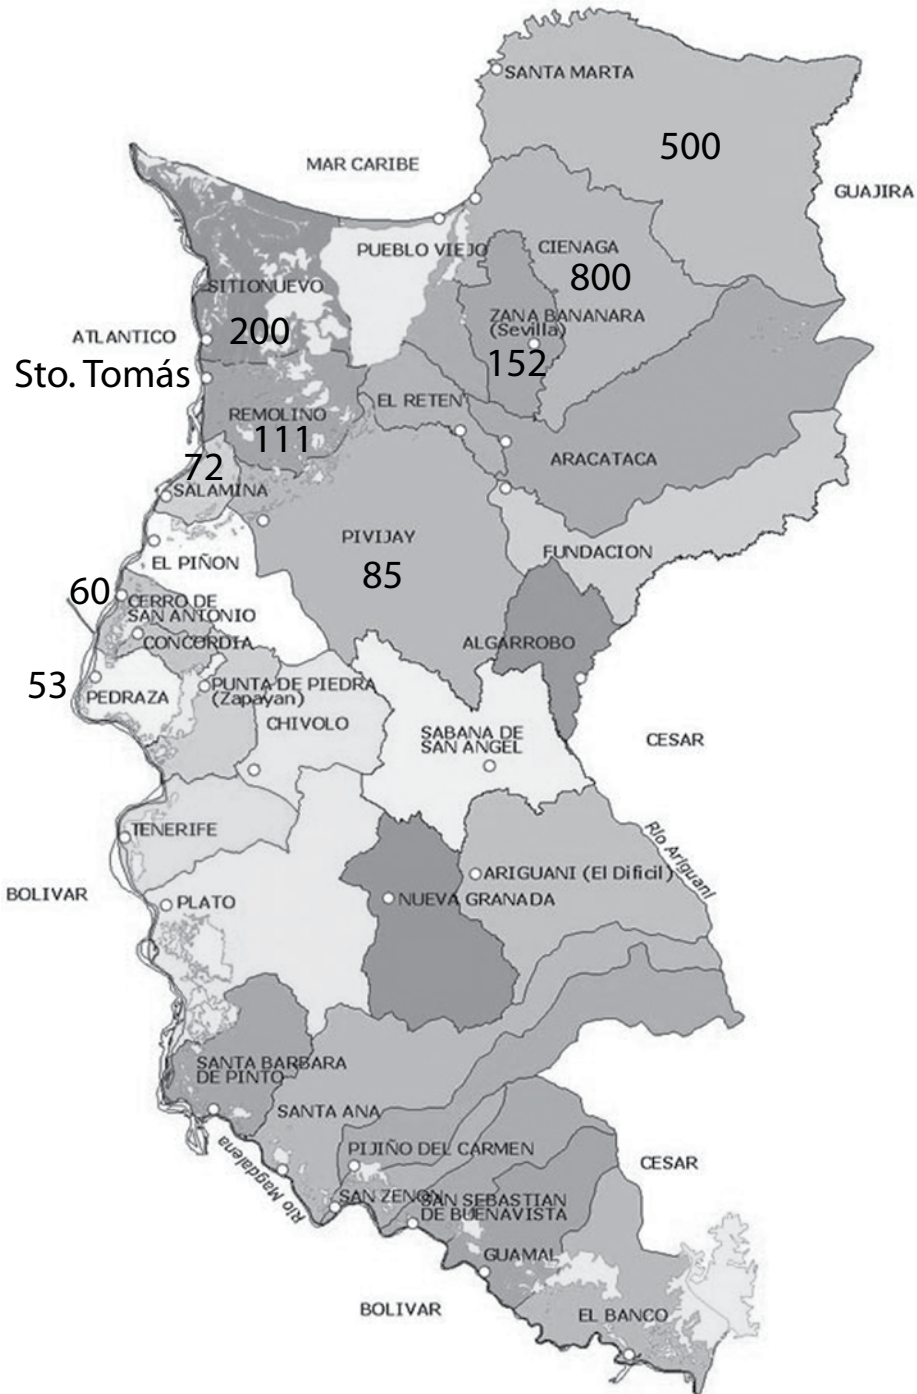 SANTA MARTA
500
MAR CARIBE
GUAJIRA
PUEBLO VIEJO
CIENAGA
800
SITIONUEVO
200
ZANA BANANARA
(Sevilla)
152
ATLANTICO
Sto. Tomás
EL RETEN
REMOLINO
111
ARACATACA
72
SALAMINA
PIVIJAY
85
FUNDACION
EL PIÑON
60
CERRO DE
SAN ANTONIO
CONCORDIA
ALGARROBO
53
PEDRAZA
PUNTA DE PIEDRA
(Zapayan)
CHIVOLO
SABANA DE
SAN ANGEL
CESAR
TENERIFE
Río Ariguaní
BOLIVAR
PLATO
ARIGUANI (El Dificil)
NUEVA GRANADA
SANTA BARBARA
DE PINTO
SANTA ANA
Río Magdalena
PIJIÑO DEL CARMEN
CESAR
SAN ZENON
SAN SEBASTIAN
DE BUENAVISTA
GUAMAL
BOLIVAR
EL BANCO